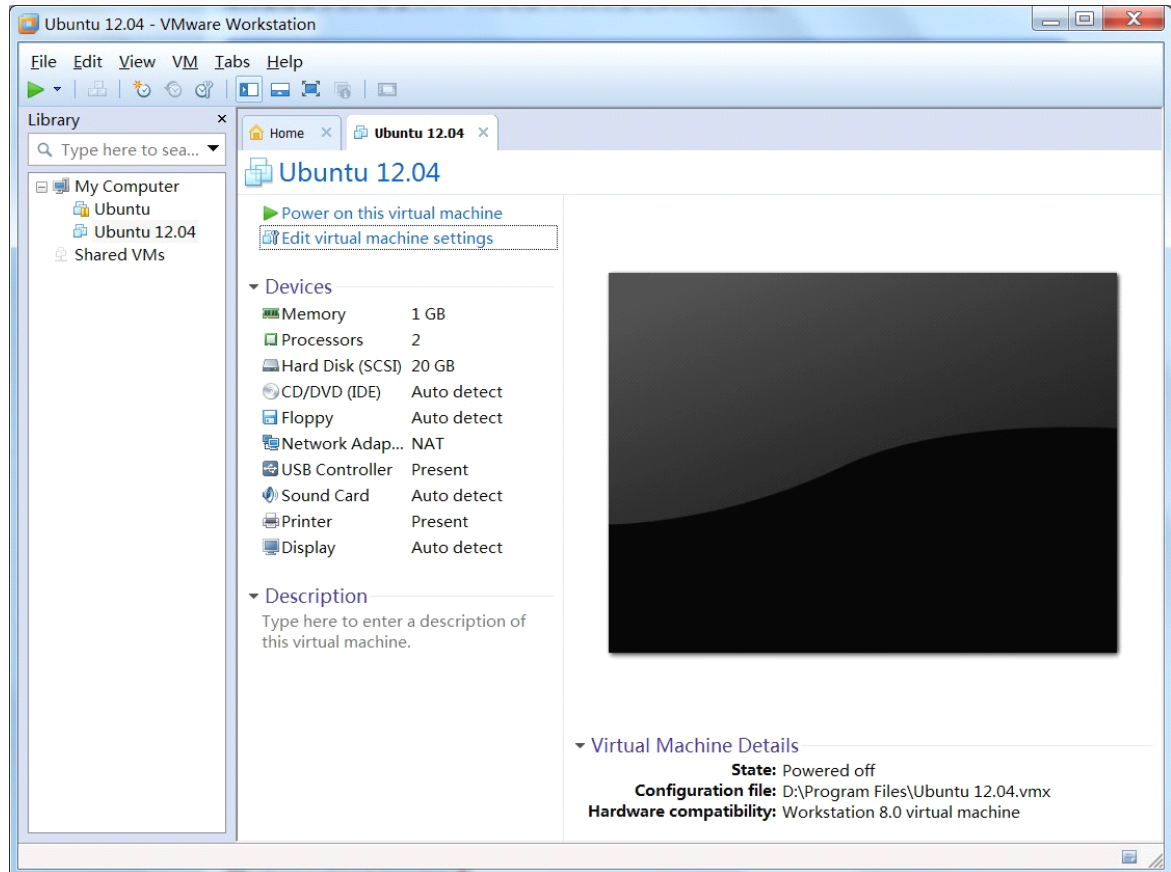 Ubuntu 12.04 - VMware Workstation
File Edit View VM Tabs Help
Library
Type here to sea...
My Computer
Ubuntu
Ubuntu 12.04
Shared VMs
Home
Ubuntu 12.04
Ubuntu 12.04
Power on this virtual machine
Edit virtual machine settings
Devices
Memory 1 GB
Processors 2
Hard Disk (SCSI) 20 GB
CD/DVD (IDE) Auto detect
Floppy Auto detect
Network Adap... NAT
USB Controller Present
Sound Card Auto detect
Printer Present
Display Auto detect
Description
Type here to enter a description of
this virtual machine.
Virtual Machine Details
State: Powered off
Configuration file: D:\Program Files\Ubuntu 12.04.vmx
Hardware compatibility: Workstation 8.0 virtual machine